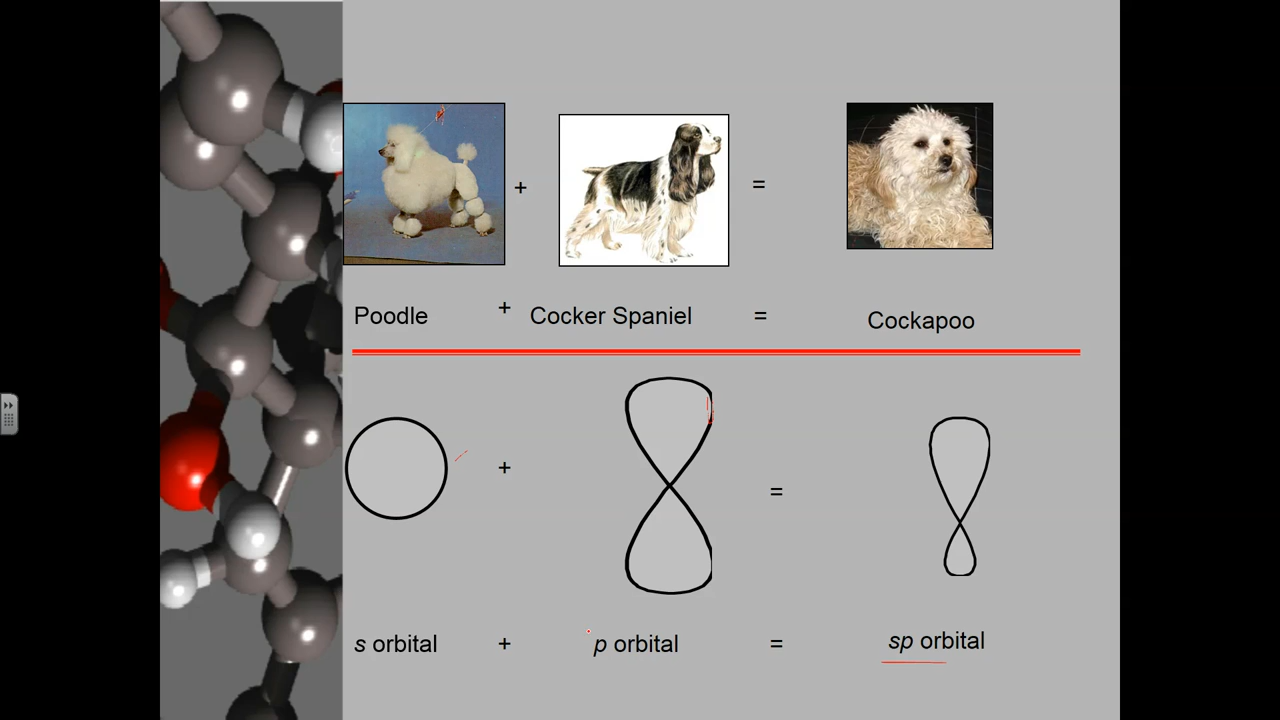 + =
Poodle + Cocker Spaniel = Cockapoo
+ =
s orbital + p orbital = sp orbital